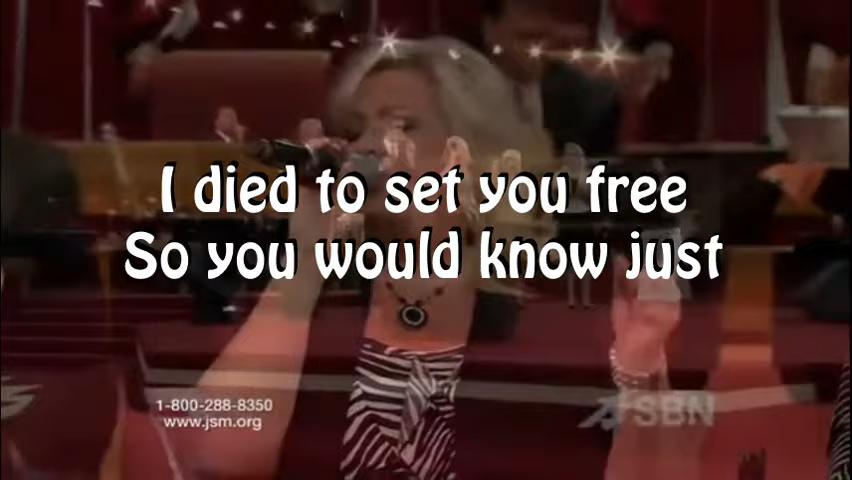 I died to set you free
So you would know just
1-800-288-8350
www.jsm.org
SBN